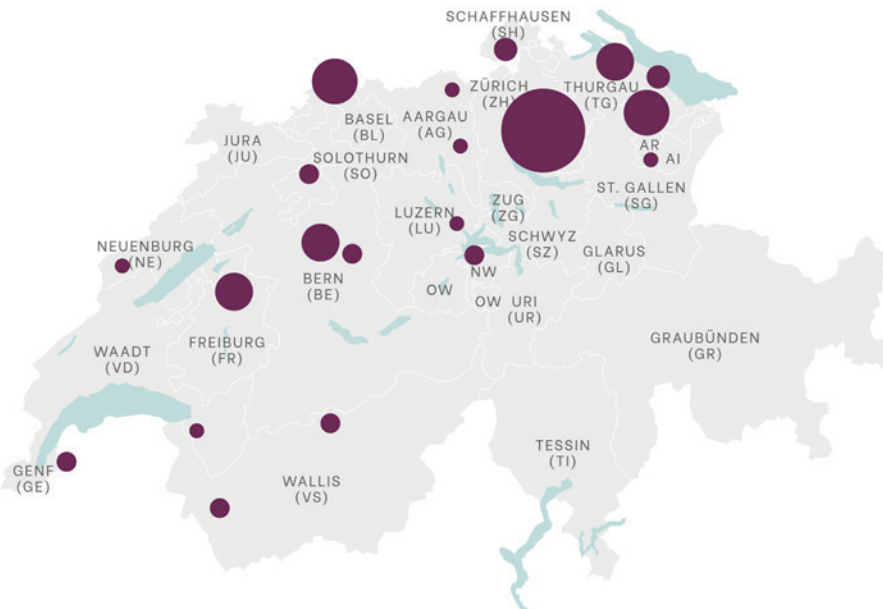 SCHAFFHAUSEN
(SH)
ZÜRICH
(ZH)
THURGAU
(TG)
BASEL
(BL)
AARGAU
(AG)
JURA
(JU)
SOLOTHURN
(SO)
AR
AI
ST. GALLEN
(SG)
ZUG
(ZG)
LUZERN
(LU)
SCHWYZ
(SZ)
NEUENBURG
(NE)
GLARUS
(GL)
BERN
(BE)
NW
OW
OW URI
(UR)
FREIBURG
(FR)
WAADT
(VD)
GRAUBÜNDEN
(GR)
TESSIN
(TI)
GENF
(GE)
WALLIS
(VS)